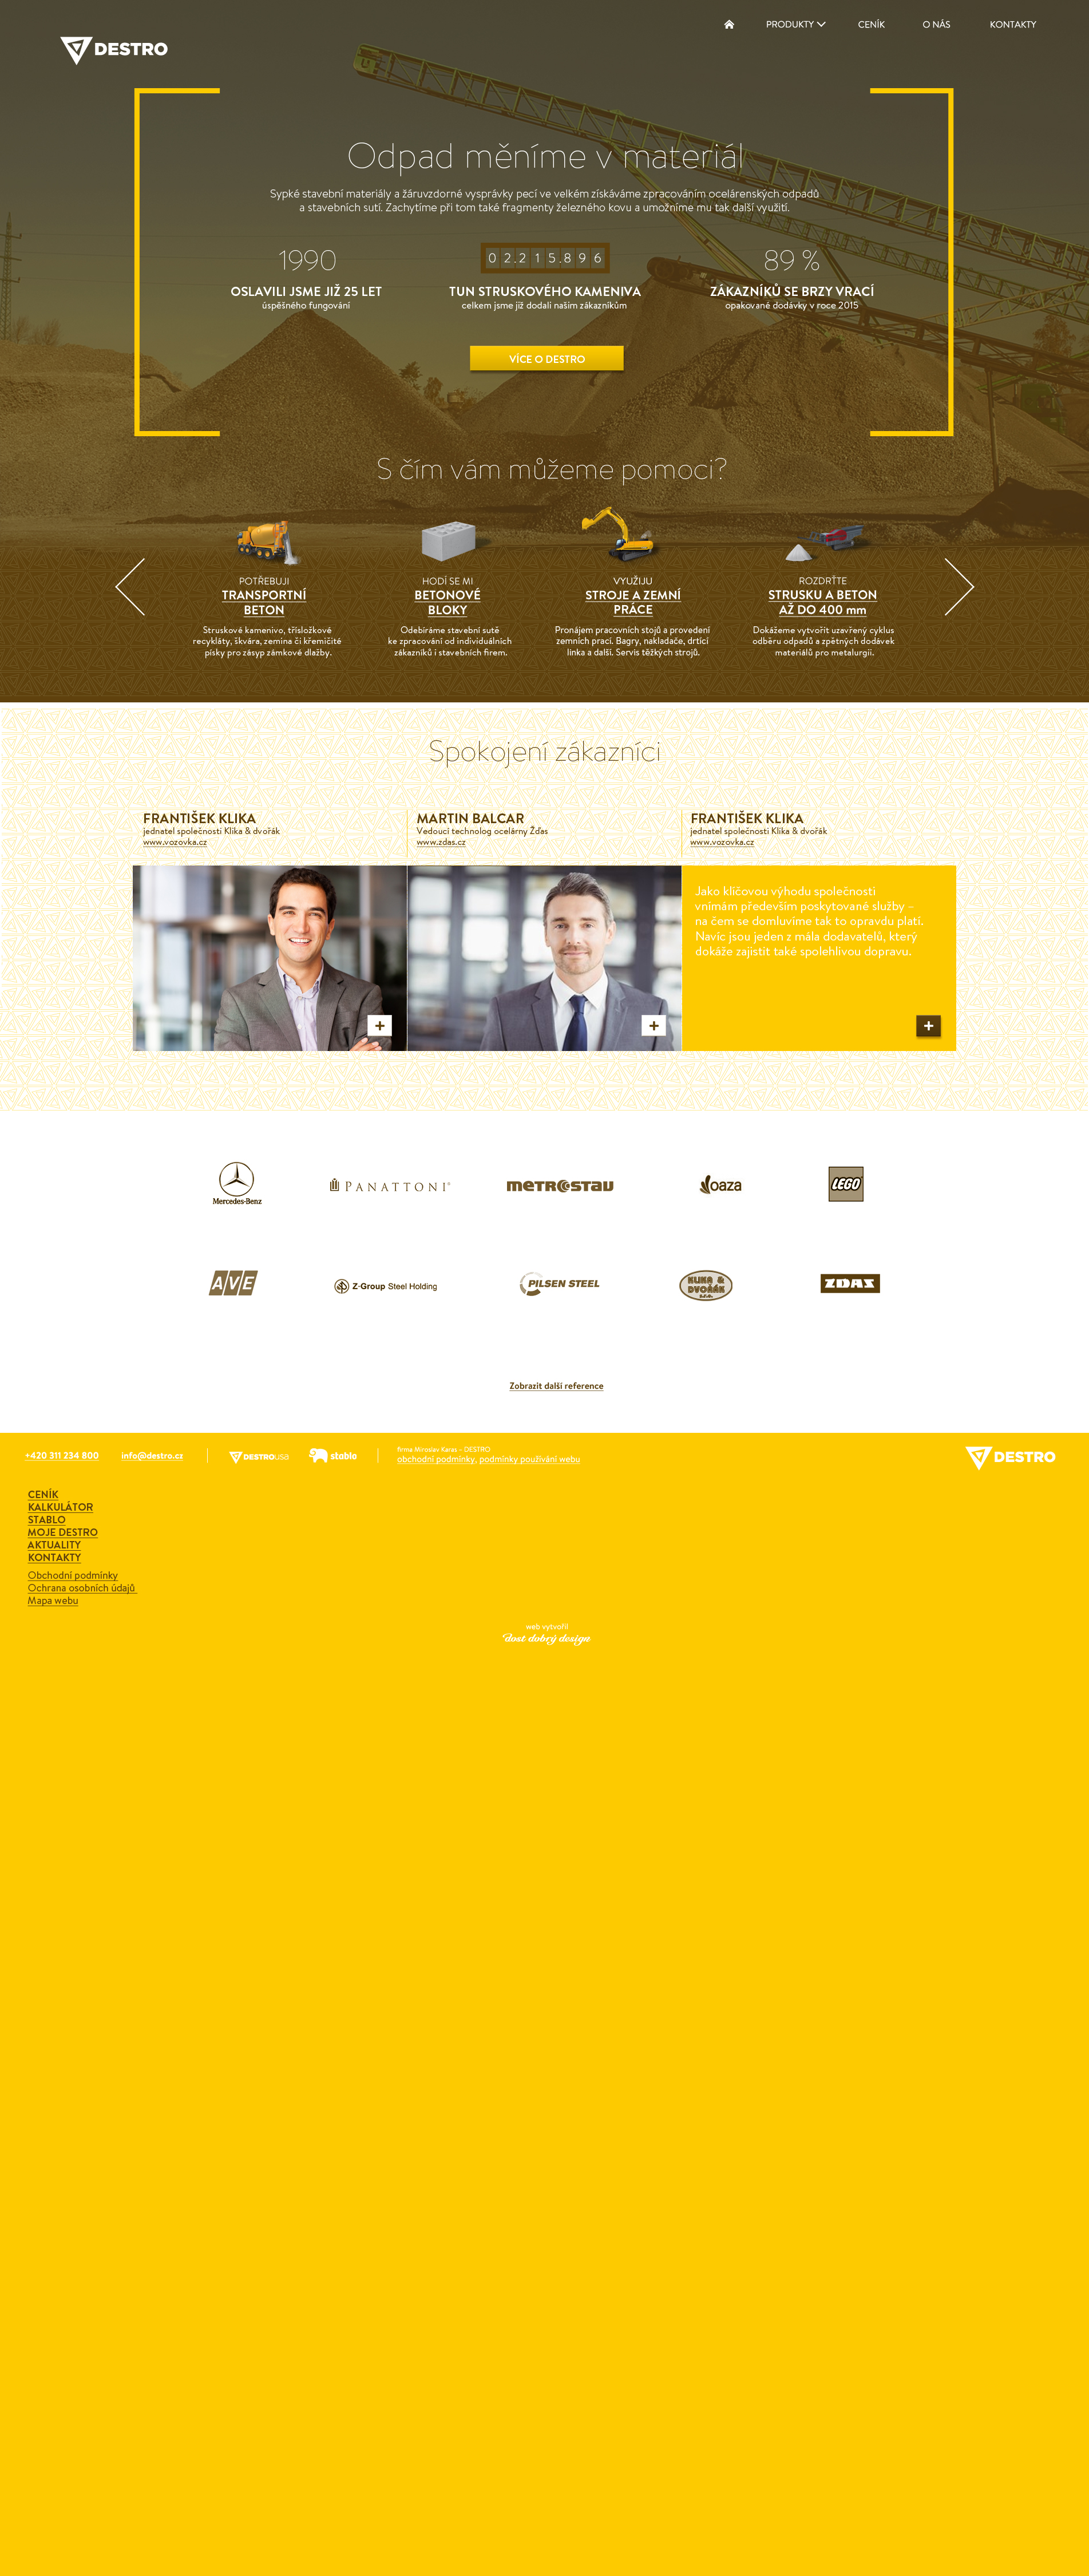 PRODUKTY
CENÍK
O NÁS
KONTAKTY
DESTRO
Odpad měníme v materiál
Sypké stavební materiály a žáruvzdorné vysprávky pecí ve velkém získáváme zpracováním ocelárenských odpadů
a stavebních sutí. Zachytíme při tom také fragmenty železného kovu a umožníme mu tak další využití.
1990
OSLAVILI JSME JIŽ 25 LET
úspěšného fungování
02.215.896
TUN STRUSKOVÉHO KAMENIVA
celkem jsme již dodali našim zákazníkům
89 %
ZÁKAZNÍKŮ SE BRZY VRACÍ
opakované dodávky v roce 2015
VÍCE O DESTRO
S čím vám můžeme pomoci?
POTŘEBUJI
TRANSPORTNÍ
BETON
Struskové kamenivo, třísložkové
recykláty, škvára, zemina či křemičité
písky pro zásyp zámkové dlažby.
HODÍ SE MI
BETONOVÉ
BLOKY
Odebíráme stavební sutě
ke zpracování od individuálních
zákazníků i stavebních firem.
VYUŽIJU
STROJE A ZEMNÍ
PRÁCE
Pronájem pracovních stojů a provedení
zemních prací. Bagry, nakladače, drtící
linka a další. Servis těžkých strojů.
ROZDRŤTE
STRUSKU A BETON
AŽ DO 400 mm
Dokážeme vytvořit uzavřený cyklus
odběru odpadů a zpětných dodávek
materiálů pro metalurgii.
Spokojení zákazníci
FRANTIŠEK KLIKA
jednatel společnosti Klika & dvořák
www.vozovka.cz
MARTIN BALCAR
Vedoucí technolog ocelárny Žďas
www.zdas.cz
FRANTIŠEK KLIKA
jednatel společnosti Klika & dvořák
www.vozovka.cz
Jako klíčovou výhodu společnosti
vnímám především poskytované služby –
na čem se domluvíme tak to opravdu platí.
Navíc jsou jeden z mála dodavatelů, který
dokáže zajistit také spolehlivou dopravu.
Mercedes-Benz
PANATTONI®
METROSTAV
oaza
LEGO
AVE
Z-Group Steel Holding
PILSEN STEEL
KLIKA &
DVOŘÁK
s.r.o.
ZDAS
Zobrazit další reference
+420 311 234 800
info@destro.cz
DESTRO
stablo
firma Miroslav Karas – DESTRO
obchodní podmínky, podmínky používání webu
DESTRO
CENÍK
KALKULÁTOR
STABLO
MOJE DESTRO
AKTUALITY
KONTAKTY
Obchodní podmínky
Ochrana osobních údajů
Mapa webu
web vytvořil
Dost dobrý design